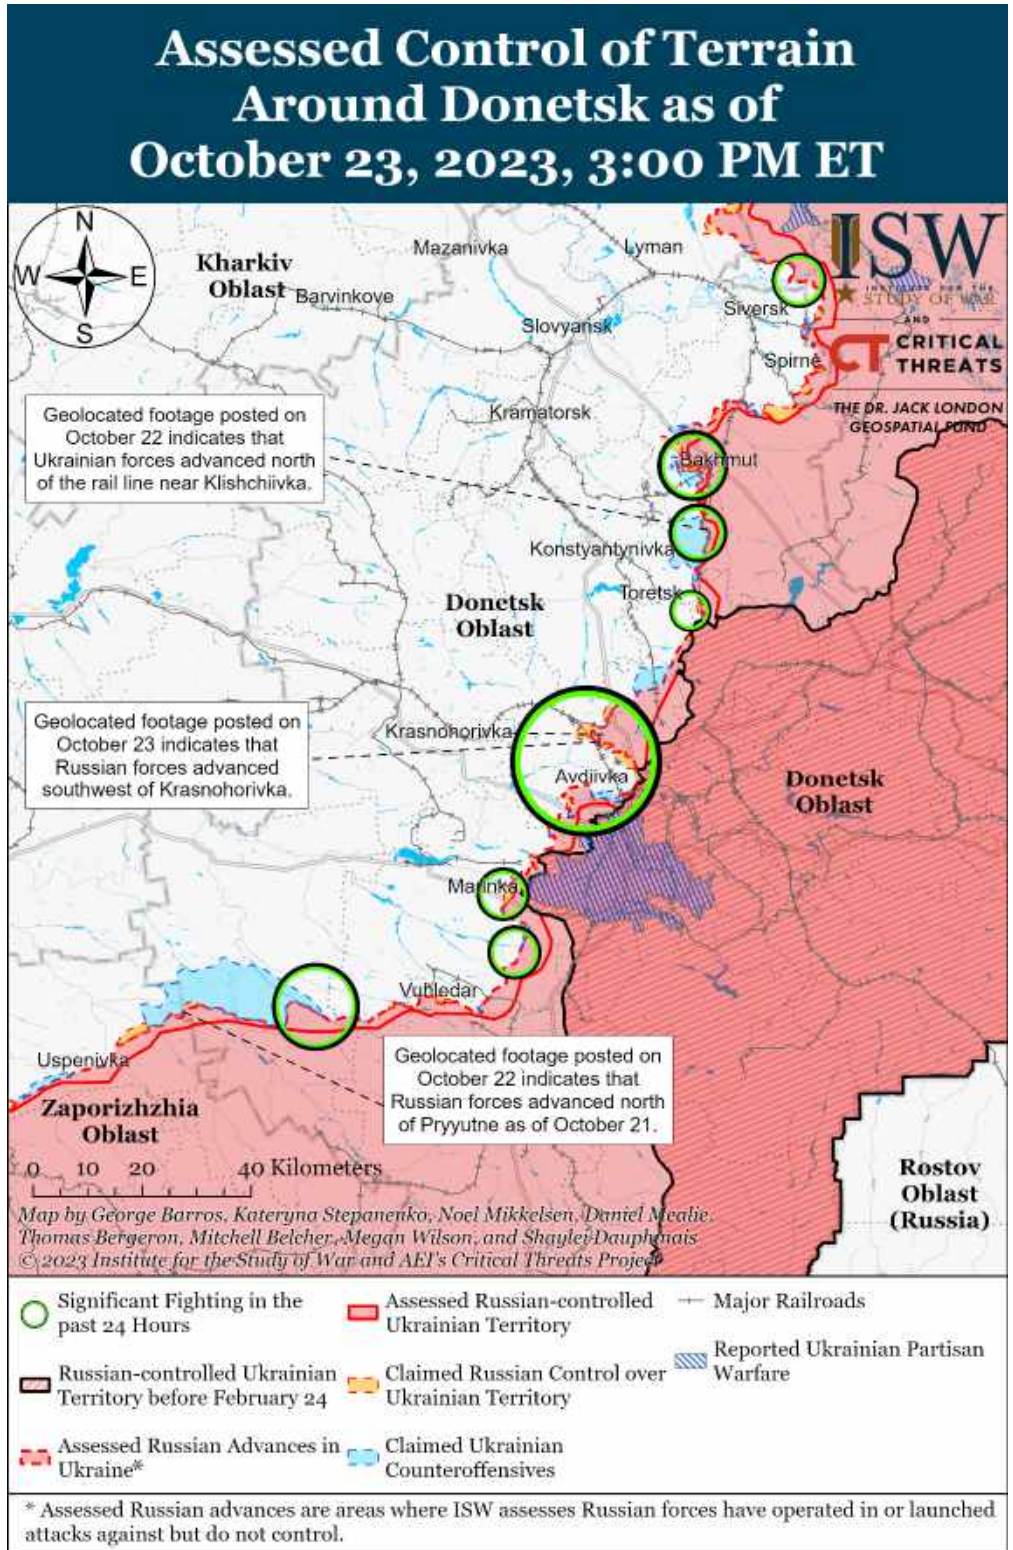 Assessed Control of Terrain
Around Donetsk as of
October 23, 2023, 3:00 PM ET
N
W
E
S
Kharkiv
Oblast
Mazanivka
Lyman
Barvinkove
Slovyansk
Siversk
Spirne
ISW
INSTITUTE FOR THE
STUDY OF WAR
AND
CT CRITICAL
THREATS
THE DR. JACK LONDON
GEOSPATIAL FUND
Geolocated footage posted on
October 22 indicates that
Ukrainian forces advanced north
of the rail line near Klishchiivka.
Kramatorsk
Bakhmut
Konstyantynivka
Toretsk
Donetsk
Oblast
Geolocated footage posted on
October 23 indicates that
Russian forces advanced
southwest of Krasnohorivka.
Krasnohorivka
Avdiivka
Donetsk
Oblast
Marinka
Vuhledar
Uspenivka
Geolocated footage posted on
October 22 indicates that
Russian forces advanced north
of Pryyutne as of October 21.
Zaporizhzhia
Oblast
Rostov
Oblast
(Russia)
0 10 20 40 Kilometers
Map by George Barros, Kateryna Stepanenko, Noel Mikkelsen, Daniel Mealie,
Thomas Bergeron, Mitchell Belcher, Megan Wilson, and Shaylei Dauphinais
© 2023 Institute for the Study of War and AEI's Critical Threats Project
Significant Fighting in the
past 24 Hours
Russian-controlled Ukrainian
Territory before February 24
Assessed Russian Advances in
Ukraine*
Assessed Russian-controlled
Ukrainian Territory
Claimed Russian Control over
Ukrainian Territory
Claimed Ukrainian
Counteroffensives
Major Railroads
Reported Ukrainian Partisan
Warfare
* Assessed Russian advances are areas where ISW assesses Russian forces have operated in or launched
attacks against but do not control.